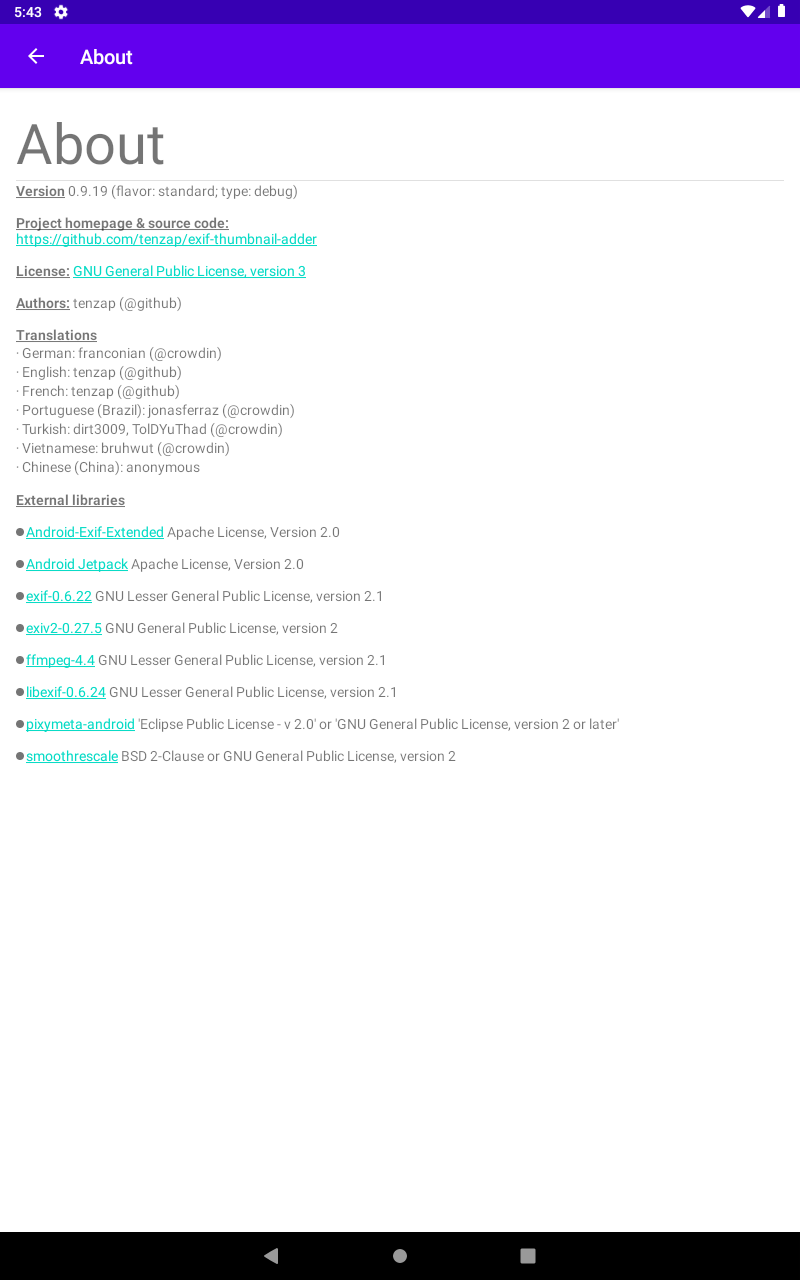 5:43
About
About
Version 0.9.19 (flavor: standard; type: debug)
Project homepage & source code:
https://github.com/tenzap/exif-thumbnail-adder
License: GNU General Public License, version 3
Authors: tenzap (@github)
Translations
· German: franconian (@crowdin)
· English: tenzap (@github)
· French: tenzap (@github)
· Portuguese (Brazil): jonasferraz (@crowdin)
· Turkish: dirt3009, TolDYuThad (@crowdin)
· Vietnamese: bruhwut (@crowdin)
· Chinese (China): anonymous
External libraries
● Android-Exif-Extended Apache License, Version 2.0
● Android Jetpack Apache License, Version 2.0
● exif-0.6.22 GNU Lesser General Public License, version 2.1
● exiv2-0.27.5 GNU General Public License, version 2
● ffmpeg-4.4 GNU Lesser General Public License, version 2.1
● libexif-0.6.24 GNU Lesser General Public License, version 2.1
● pixymeta-android 'Eclipse Public License - v 2.0' or 'GNU General Public License, version 2 or later'
● smoothrescale BSD 2-Clause or GNU General Public License, version 2